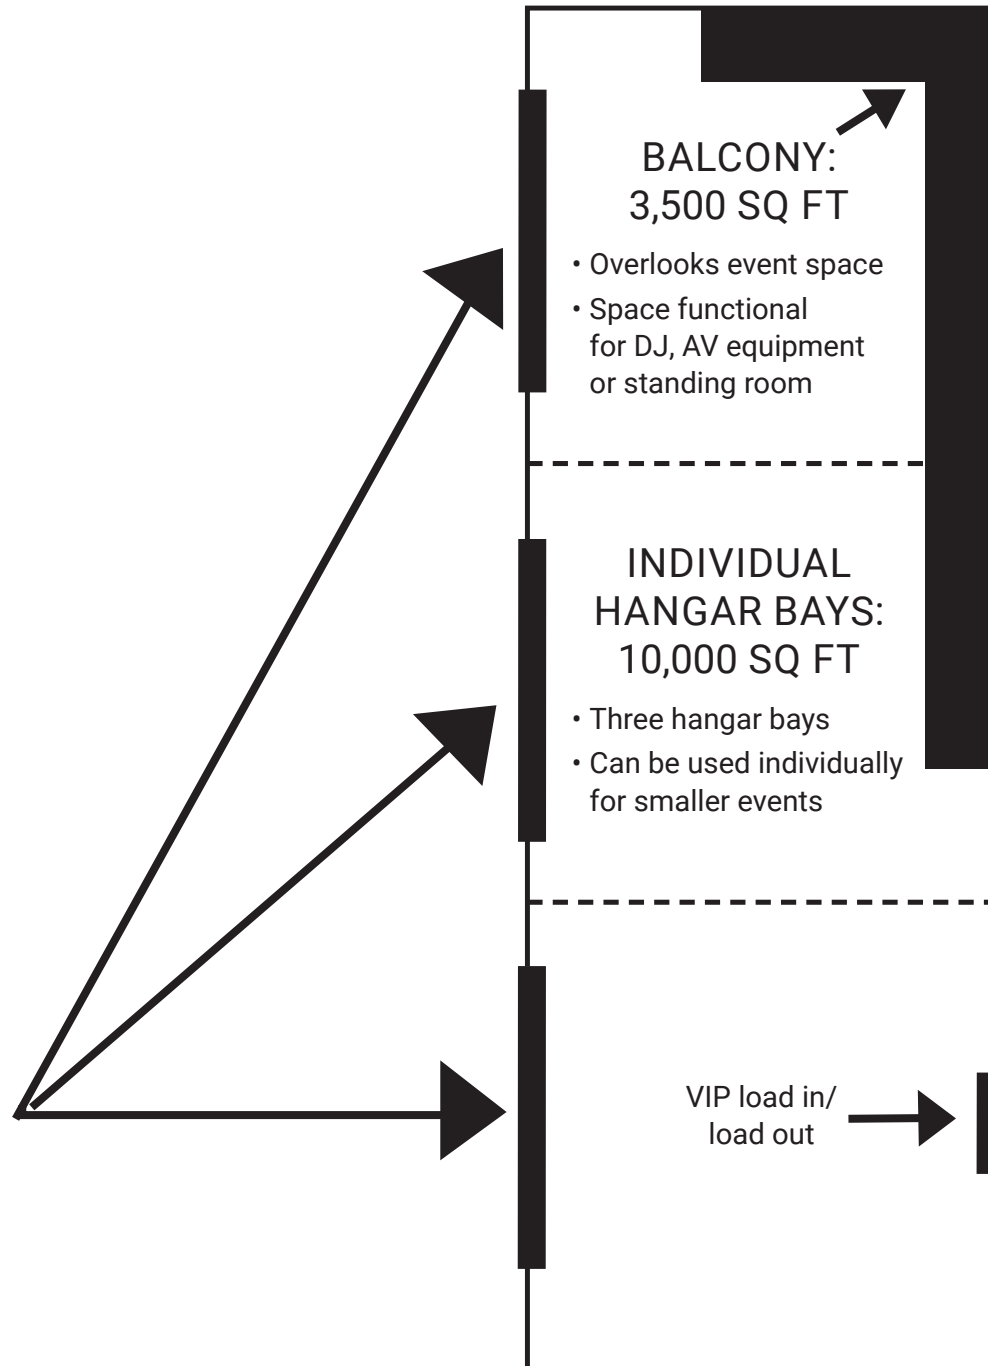 BALCONY:
3,500 SQ FT
• Overlooks event space
• Space functional
for DJ, AV equipment
or standing room
INDIVIDUAL
HANGAR BAYS:
10,000 SQ FT
• Three hangar bays
• Can be used individually
for smaller events
VIP load in/
load out